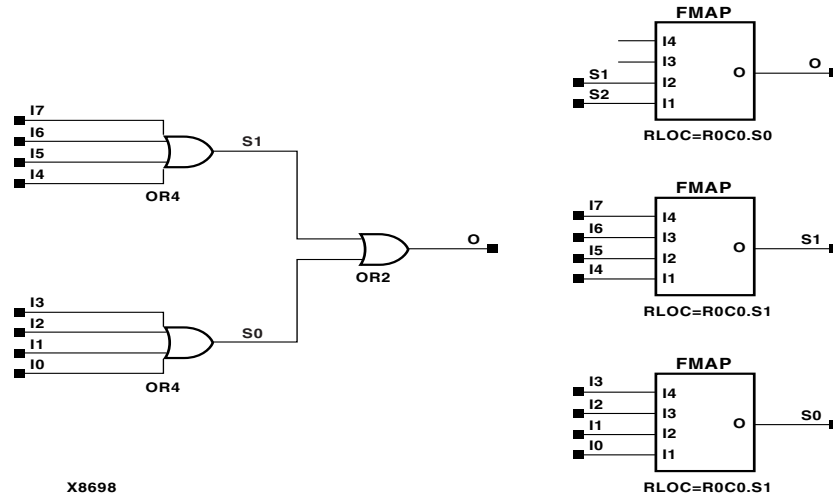 I7
I6
I5
I4
OR4
S1
I3
I2
I1
I0
OR4
S0
OR2
O
X8698
FMAP
I4
I3
S1
I2
S2
I1
O
O
RLOC=R0C0.S0
FMAP
I7
I4
I6
I3
I5
I2
I4
I1
O
S1
RLOC=R0C0.S1
FMAP
I3
I4
I2
I3
I1
I2
I0
I1
O
S0
RLOC=R0C0.S1